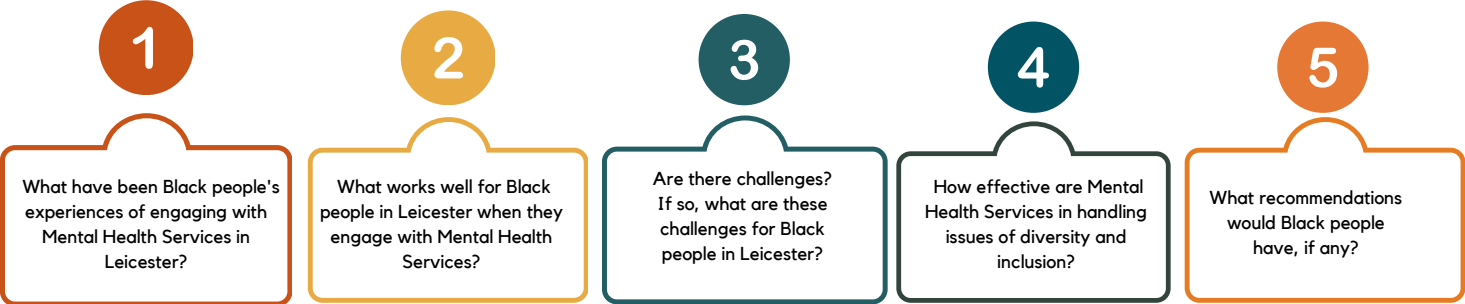 1
What have been Black people's
experiences of engaging with
Mental Health Services in
Leicester?
2
What works well for Black
people in Leicester when they
engage with Mental Health
Services?
3
Are there challenges?
If so, what are these
challenges for Black
people in Leicester?
4
How effective are Mental
Health Services in handling
issues of diversity and
inclusion?
5
What recommendations
would Black people
have, if any?